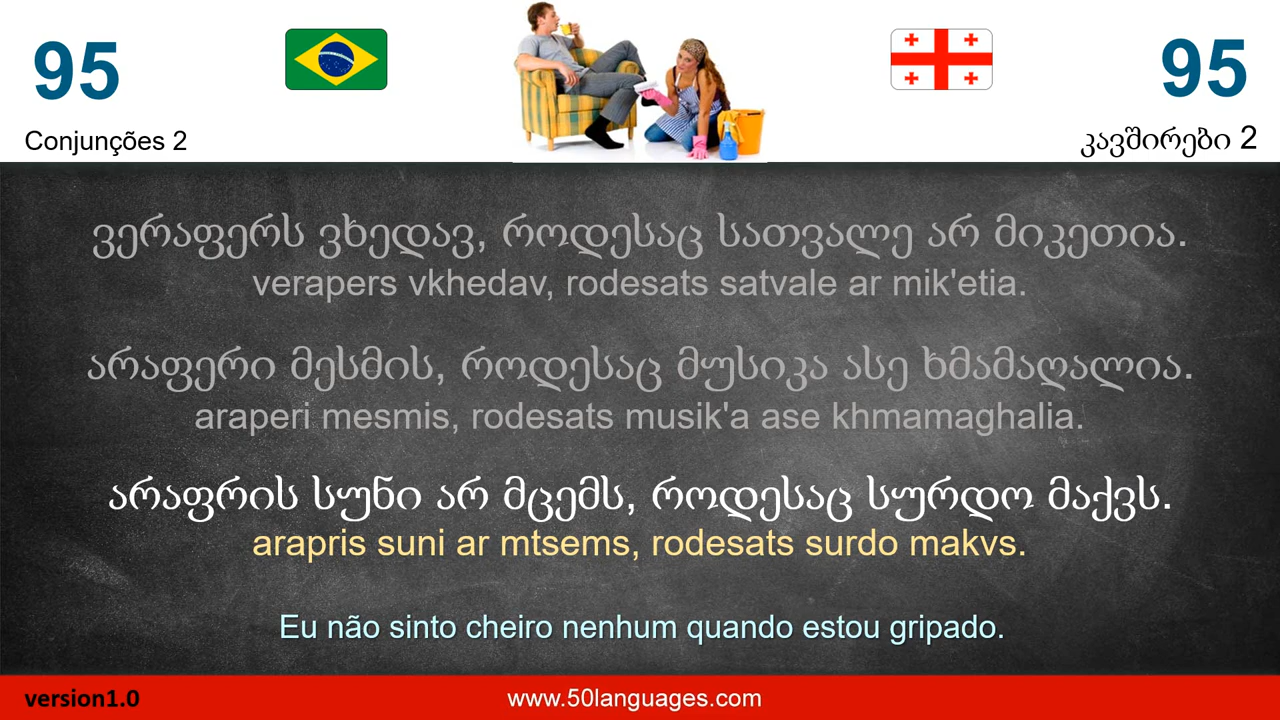 95
95
Conjunções 2
კავშირები 2
ვერაფერს ვხედავ, როდესაც სათვალე არ მიკეთია.
verapers vkhedav, rodesats satvale ar mik'etia.
არაფერი მესმის, როდესაც მუსიკა ასე ხმამაღალია.
araperi mesmis, rodesats musik'a ase khmamaghalia.
არაფრის სუნი არ მცემს, როდესაც სურდო მაქვს.
arapris suni ar mtsems, rodesats surdo makvs.
Eu não sinto cheiro nenhum quando estou gripado.
version1.0
www.50languages.com